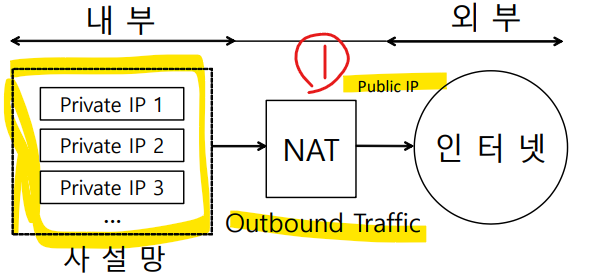 내 부
외 부
1
Public IP
Private IP 1
Private IP 2
Private IP 3
...
NAT
인 터 넷
Outbound Traffic
사 설 망